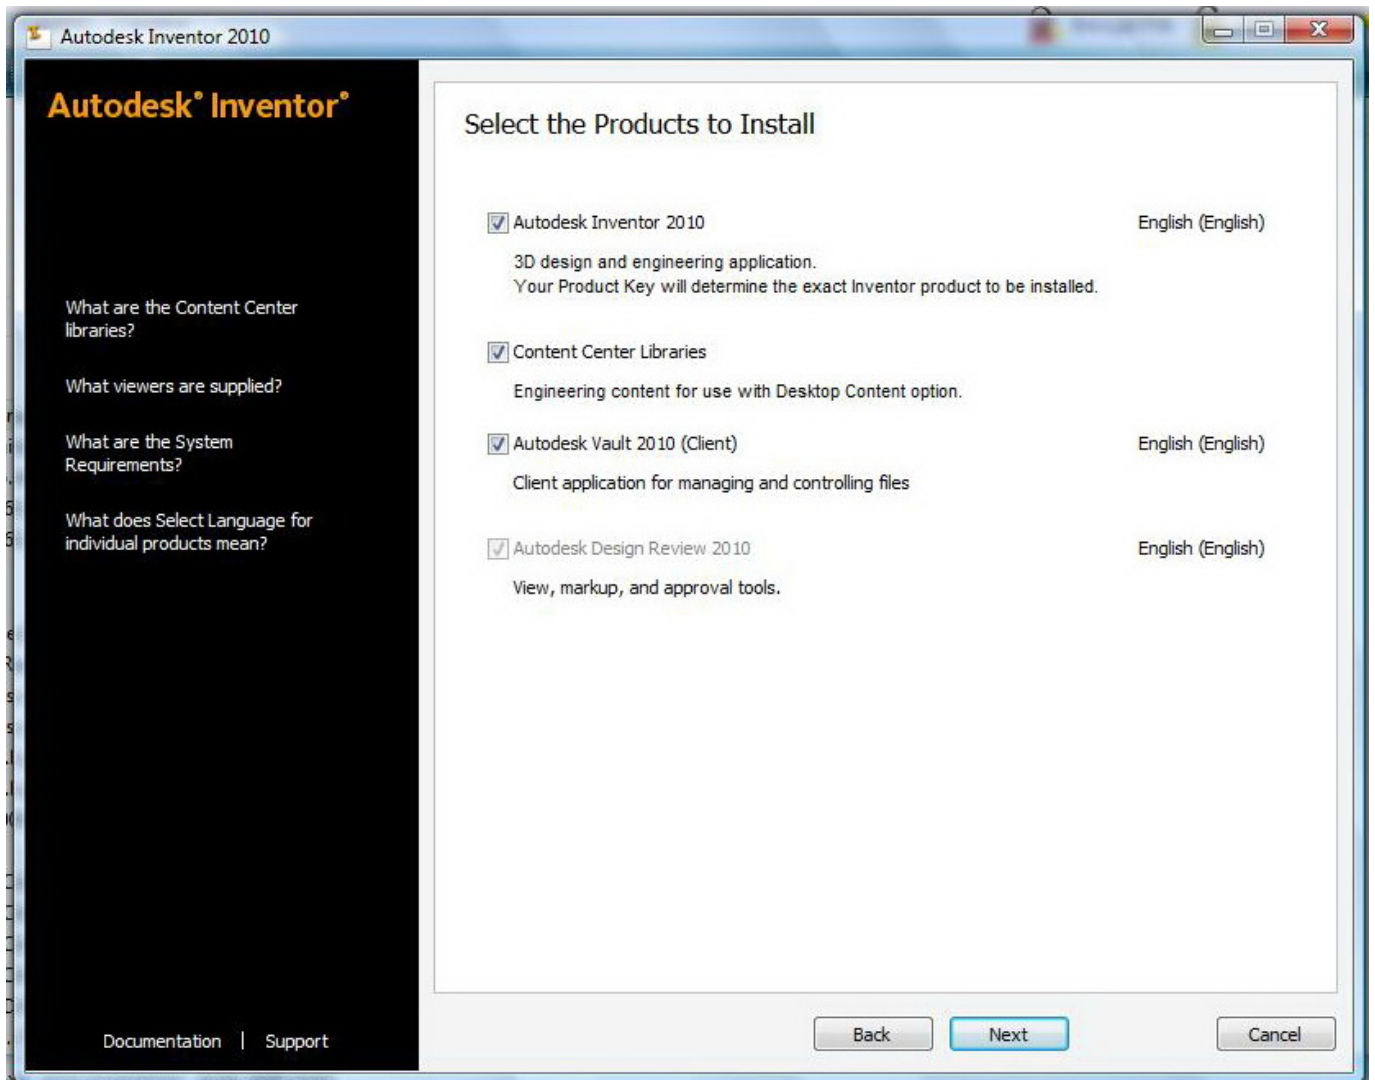 Autodesk Inventor 2010
Autodesk® Inventor®
What are the Content Center
libraries?
What viewers are supplied?
What are the System
Requirements?
What does Select Language for
individual products mean?
Documentation | Support
Select the Products to Install
Autodesk Inventor 2010 English (English)
3D design and engineering application.
Your Product Key will determine the exact Inventor product to be installed.
Content Center Libraries
Engineering content for use with Desktop Content option.
Autodesk Vault 2010 (Client) English (English)
Client application for managing and controlling files
Autodesk Design Review 2010 English (English)
View, markup, and approval tools.
Back Next Cancel